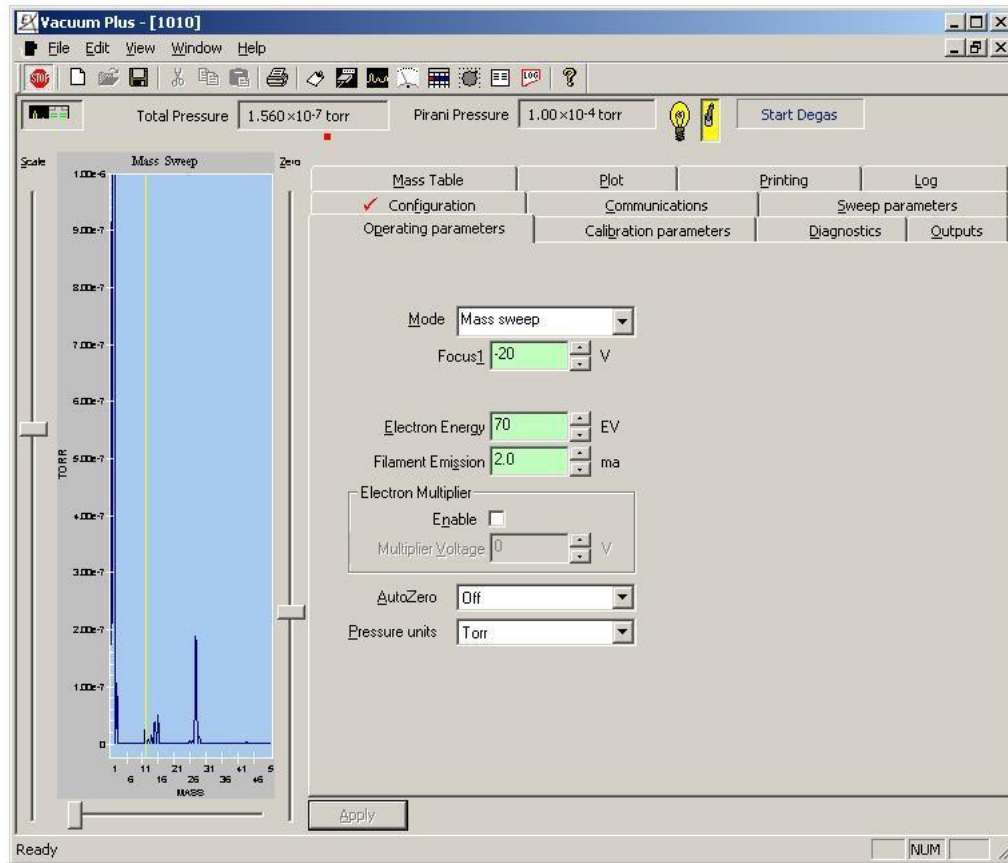 Vacuum Plus - [1010]
File Edit View Window Help
STOP LOG ?
Total Pressure 1.560×10-7 torr Pirani Pressure 1.00×10-4 torr Start Degas
Scale Mass Sweep Zero
1.00e-6
9.00e-7
8.00e-7
7.00e-7
6.00e-7
5.00e-7
4.00e-7
3.00e-7
2.00e-7
1.00e-7
0
TORR
1 11 21 31 41 5
6 16 26 36 46
MASS
Mass Table Plot Printing Log
Configuration Communications Sweep parameters
Operating parameters Calibration parameters Diagnostics Outputs
Mode Mass sweep
Focus1 -20 V
Electron Energy 70 EV
Filament Emission 2.0 ma
Electron Multiplier
Enable
Multiplier Voltage 0 V
AutoZero Off
Pressure units Torr
Apply
Ready NUM